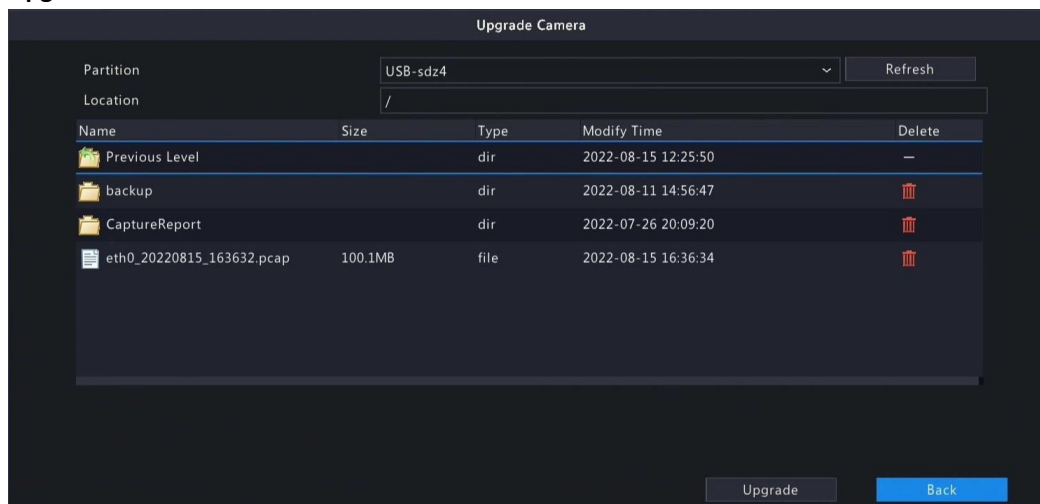 Upgrade Camera
Partition USB-sdz4 Refresh
Location /
Name Size Type Modify Time Delete
Previous Level dir 2022-08-15 12:25:50 —
backup dir 2022-08-11 14:56:47
CaptureReport dir 2022-07-26 20:09:20
eth0_20220815_163632.pcap 100.1MB file 2022-08-15 16:36:34
Upgrade Back